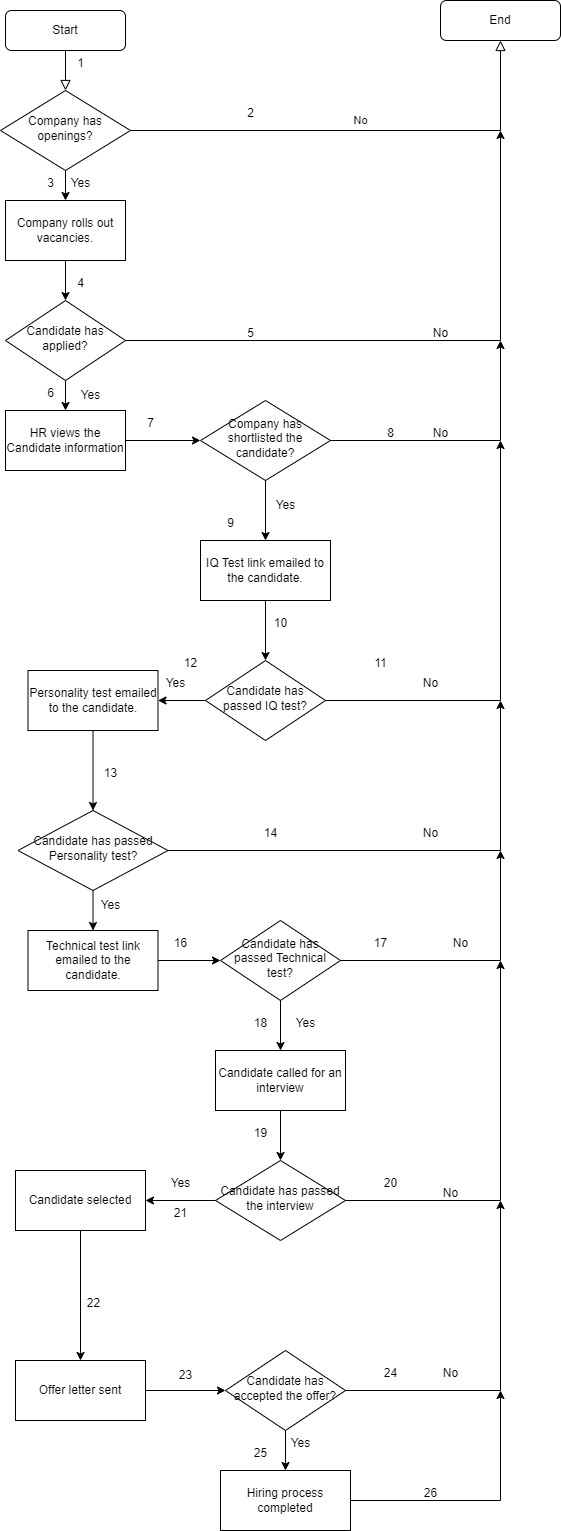 Start
End
1
Company has
openings?
2
No
3
Yes
Company rolls out
vacancies.
4
Candidate has
applied?
5
No
6
Yes
HR views the
Candidate information
7
Company has
shortlisted the
candidate?
8
No
Yes
9
IQ Test link emailed to
the candidate.
10
12
11
Yes
No
Personality test emailed
to the candidate.
Candidate has
passed IQ test?
13
Candidate has passed
Personality test?
14
No
Yes
Technical test link
emailed to the
candidate.
16
Candidate has
passed Technical
test?
17
No
18
Yes
Candidate called for an
interview
19
Candidate has passed
the interview
20
No
Yes
21
Candidate selected
22
Offer letter sent
23
Candidate has
accepted the offer?
24
No
Yes
25
Hiring process
completed
26